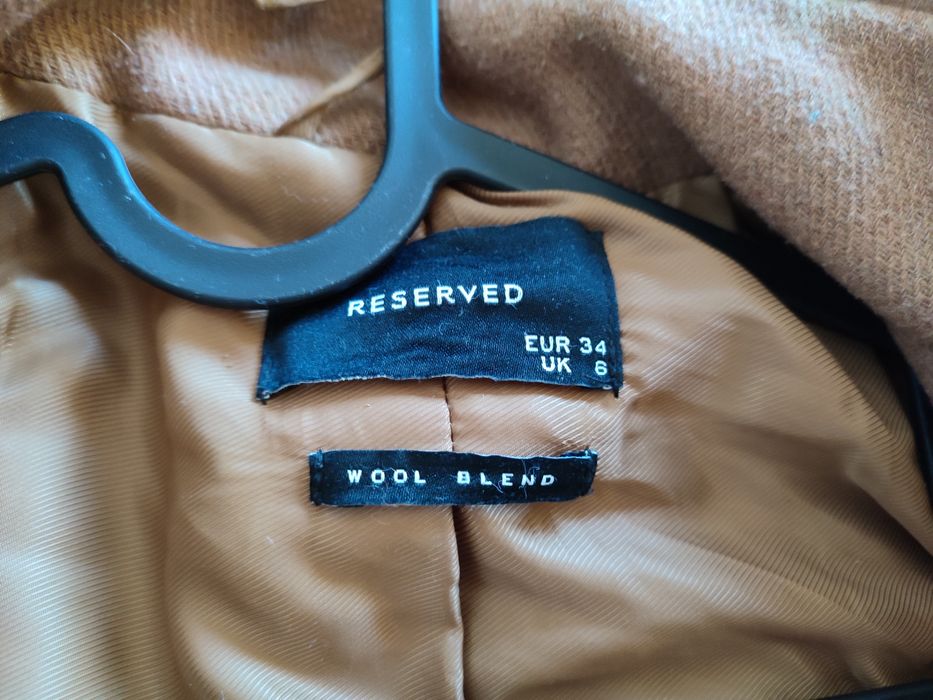 RESERVED
EUR 34
UK 6
WOOL BLEND